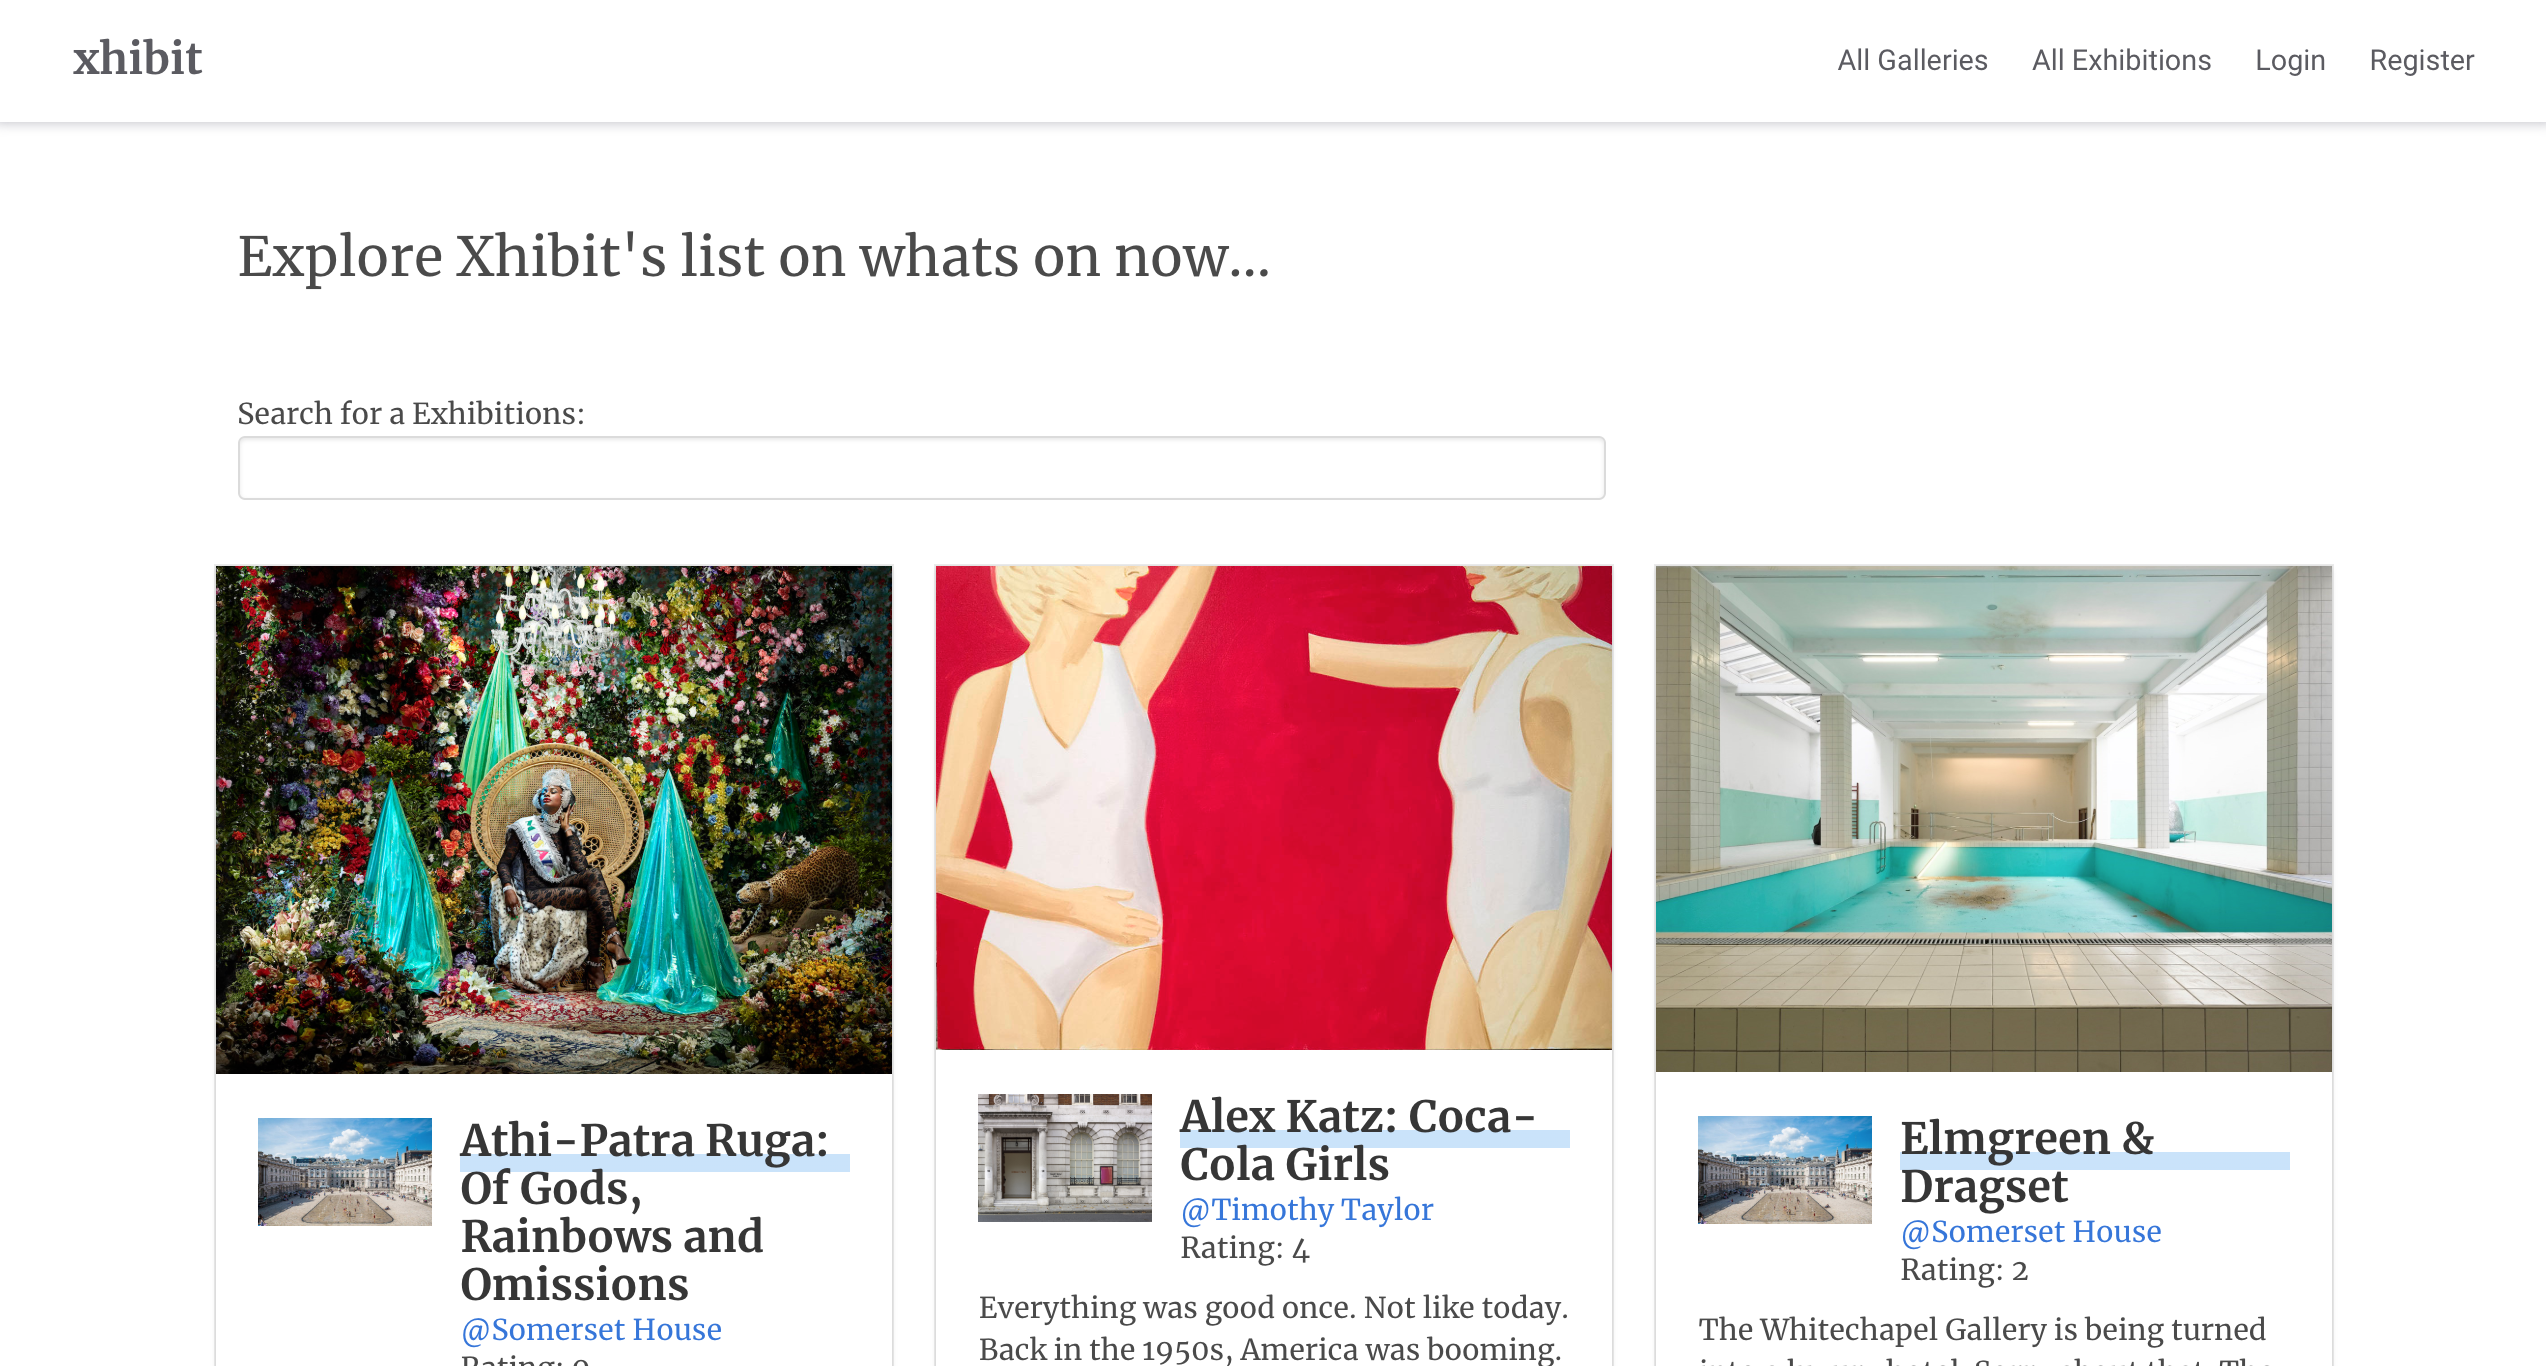 xhibit
All Galleries All Exhibitions Login Register
Explore Xhibit's list on whats on now...
Search for a Exhibitions:
Athi-Patra Ruga:
Of Gods,
Rainbows and
Omissions
@Somerset House
Rating: 0
Alex Katz: Coca-
Cola Girls
@Timothy Taylor
Rating: 4
Everything was good once. Not like today.
Back in the 1950s, America was booming.
Elmgreen &
Dragset
@Somerset House
Rating: 2
The Whitechapel Gallery is being turned